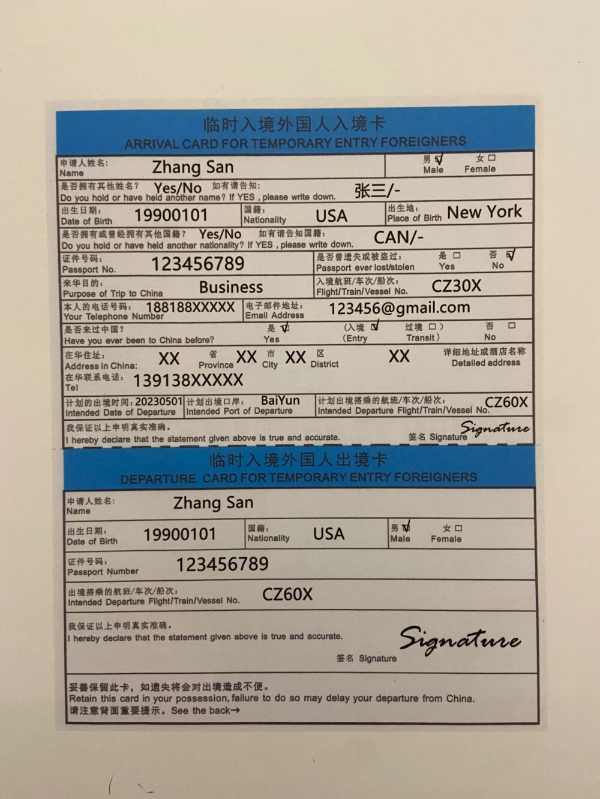 临时入境外国人入境卡
ARRIVAL CARD FOR TEMPORARY ENTRY FOREIGNERS
申请人姓名: Zhang San 男 ☑ 女 □
Name Male Female
是否拥有其他姓名? Yes/No 如有请告知: 张三/-
Do you hold or have held another name? If YES , please write down.
出生日期: 19900101 国籍: USA 出生地: New York
Date of Birth Nationality Place of Birth
是否拥有或曾经拥有其他国籍? Yes/No 如有请告知国籍: CAN/-
Do you hold or have held another nationality? If YES , please write down.
证件号码: 123456789 是否曾遗失或被盗过: 是 □ 否 ☑
Passport No. Passport ever lost/stolen Yes No
来华目的: Business 入境航班/车次/船次: CZ30X
Purpose of Trip to China Flight/Train/Vessel No.
本人的电话号码: 188188XXXXX 电子邮件地址: 123456@gmail.com
Your Telephone Number Email Address
是否来过中国? 是 ☑ (入境 ☑ 过境 □ ) 否 □
Have you ever been to China before? Yes (Entry Transit ) No
在华住址: XX 省 XX 市 XX 区 XX 详细地址或酒店名称
Address in China: Province City District Detailed address
在华联系电话: 139138XXXXX
Tel
计划的出境时间: 20230501 计划出境口岸: BaiYun 计划出境搭乘的航班/车次/船次: CZ60X
Intended Date of Departure Intended Port of Departure Intended Departure Flight/Train/Vessel No.
我保证以上申明真实准确。
I hereby declare that the statement given above is true and accurate. 签名 Signature Signature
临时入境外国人出境卡
DEPARTURE CARD FOR TEMPORARY ENTRY FOREIGNERS
申请人姓名: Zhang San
Name
出生日期: 19900101 国籍: USA 男 ☑ 女 □
Date of Birth Nationality Male Female
证件号码: 123456789
Passport Number
出境搭乘的航班/车次/船次: CZ60X
Intended Departure Flight/Train/Vessel No.
我保证以上申明真实准确。
I hereby declare that the statement given above is true and accurate. Signature
签名 Signature
妥善保留此卡，如遗失将会对出境造成不便。
Retain this card in your possession, failure to do so may delay your departure from China.
请注意背面重要提示。See the back→